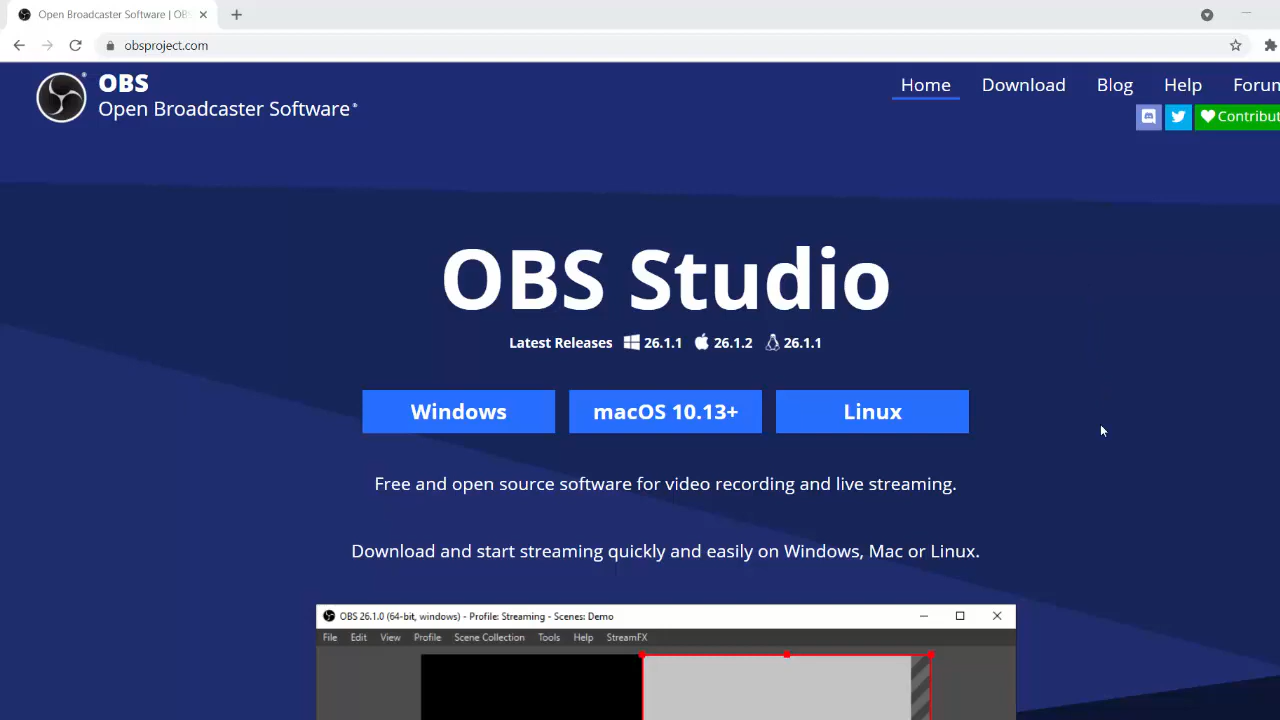 Open Broadcaster Software | OBS
obsproject.com
OBS
Open Broadcaster Software®
Home Download Blog Help Forum
Contribut
OBS Studio
Latest Releases 26.1.1 26.1.2 26.1.1
Windows macOS 10.13+ Linux
Free and open source software for video recording and live streaming.
Download and start streaming quickly and easily on Windows, Mac or Linux.
OBS 26.1.0 (64-bit, windows) - Profile: Streaming - Scenes: Demo
File Edit View Profile Scene Collection Tools Help StreamFX